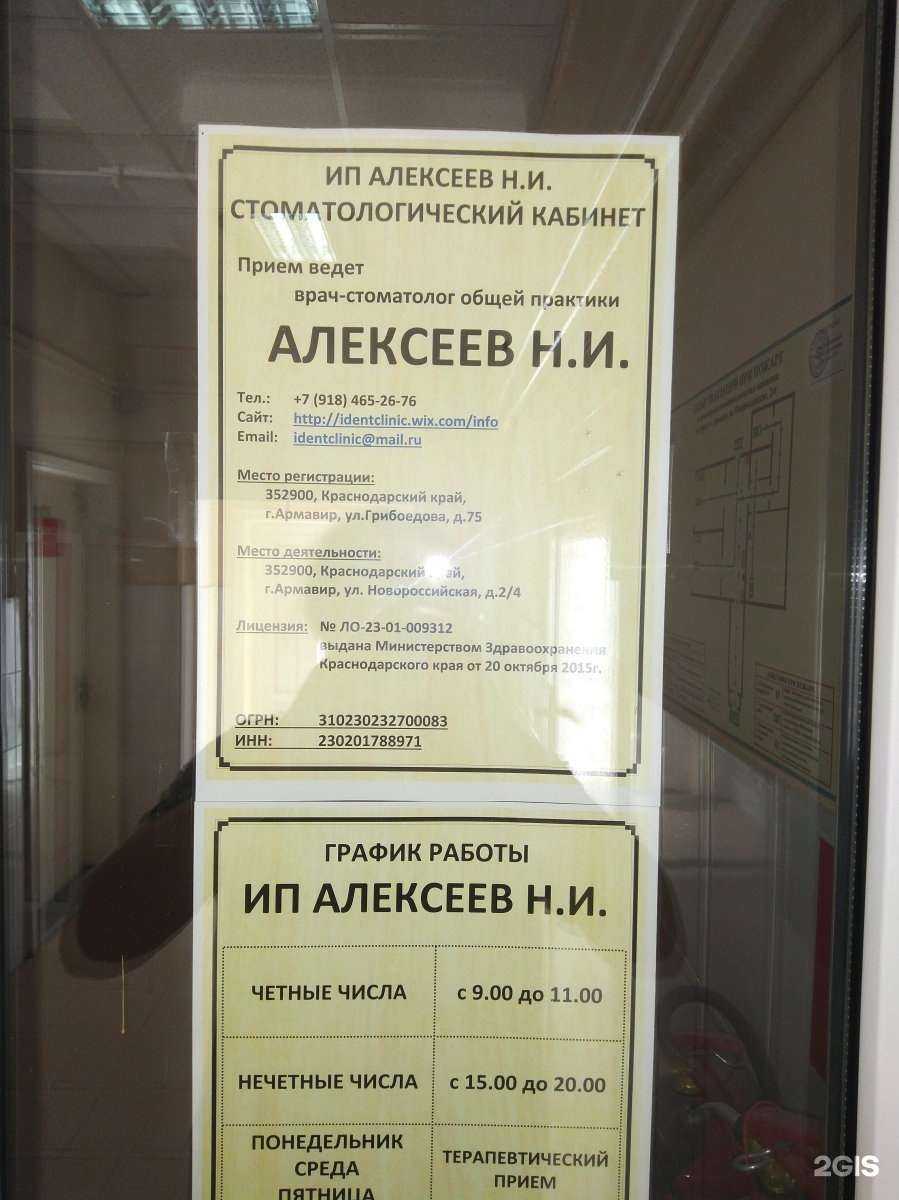 ИП АЛЕКСЕЕВ Н.И.
СТОМАТОЛОГИЧЕСКИЙ КАБИНЕТ
Прием ведет
врач-стоматолог общей практики
АЛЕКСЕЕВ Н.И.
Тел.: +7 (918) 465-26-76
Сайт: http://identclinic.wix.com/info
Email: identclinic@mail.ru
Место регистрации:
352900, Краснодарский край,
г.Армавир, ул.Грибоедова, д.75
Место деятельности:
352900, Краснодарский край,
г.Армавир, ул. Новороссийская, д.2/4
Лицензия: № ЛО-23-01-009312
выдана Министерством Здравоохранения
Краснодарского края от 20 октября 2015г.
ОГРН: 310230232700083
ИНН: 230201788971
ГРАФИК РАБОТЫ
ИП АЛЕКСЕЕВ Н.И.
ЧЕТНЫЕ ЧИСЛА с 9.00 до 11.00
НЕЧЕТНЫЕ ЧИСЛА с 15.00 до 20.00
ПОНЕДЕЛЬНИК
СРЕДА
ПЯТНИЦА
ТЕРАПЕВТИЧЕСКИЙ
ПРИЕМ
2GIS